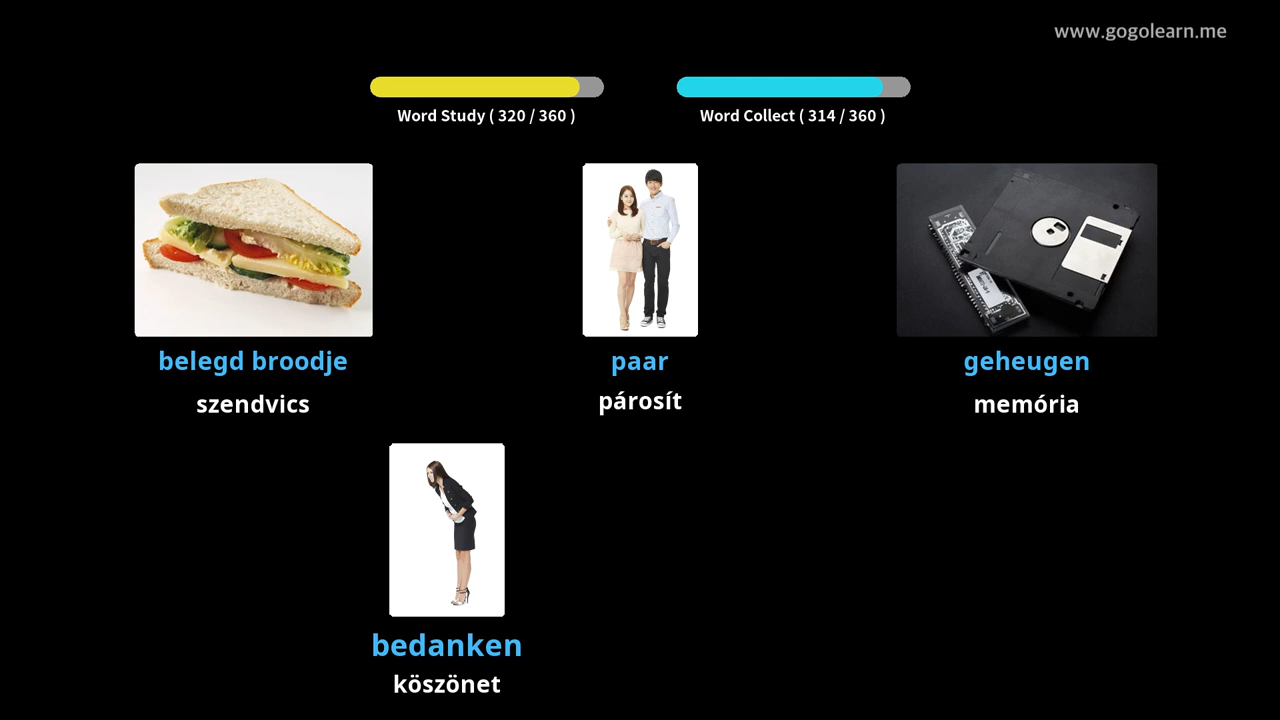 www.gogolearn.me
Word Study ( 320 / 360 )
Word Collect ( 314 / 360 )
belegd broodje
szendvics
paar
párosít
geheugen
memória
bedanken
köszönet